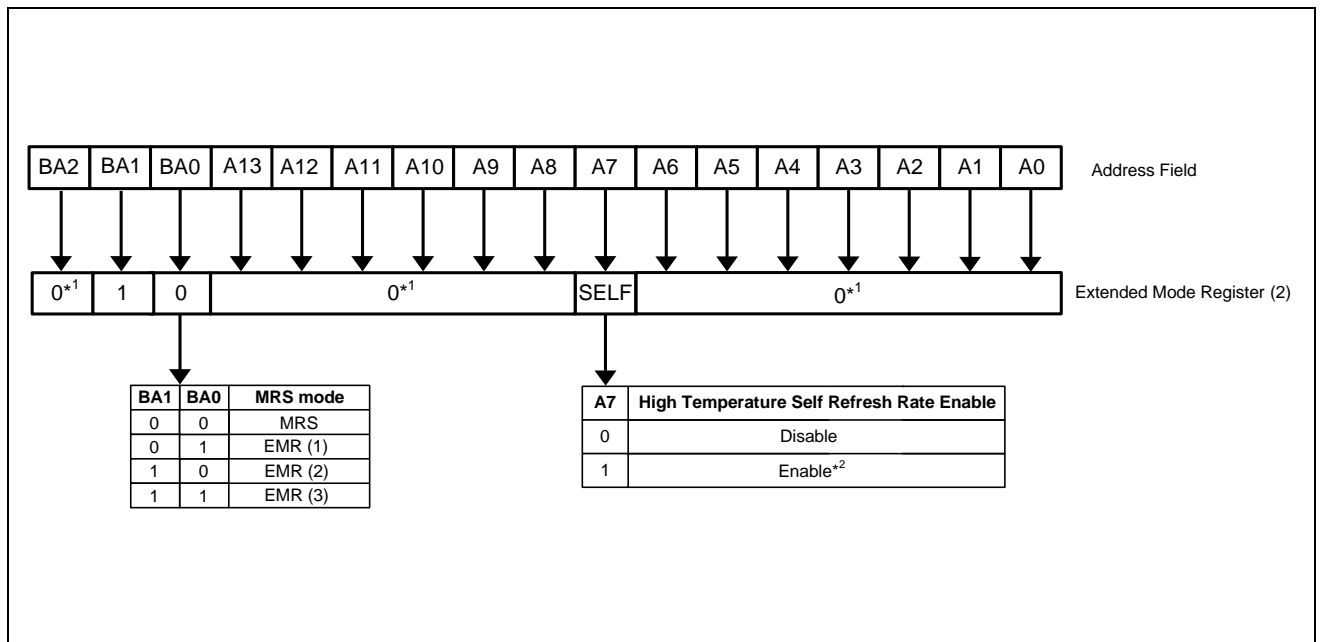 BA2 BA1 BA0 A13 A12 A11 A10 A9 A8 A7 A6 A5 A4 A3 A2 A1 A0 Address Field
0*1 1 0 0*1 SELF 0*1 Extended Mode Register (2)
BA1 BA0 MRS mode
0 0 MRS
0 1 EMR (1)
1 0 EMR (2)
1 1 EMR (3)
A7 High Temperature Self Refresh Rate Enable
0 Disable
1 Enable*2